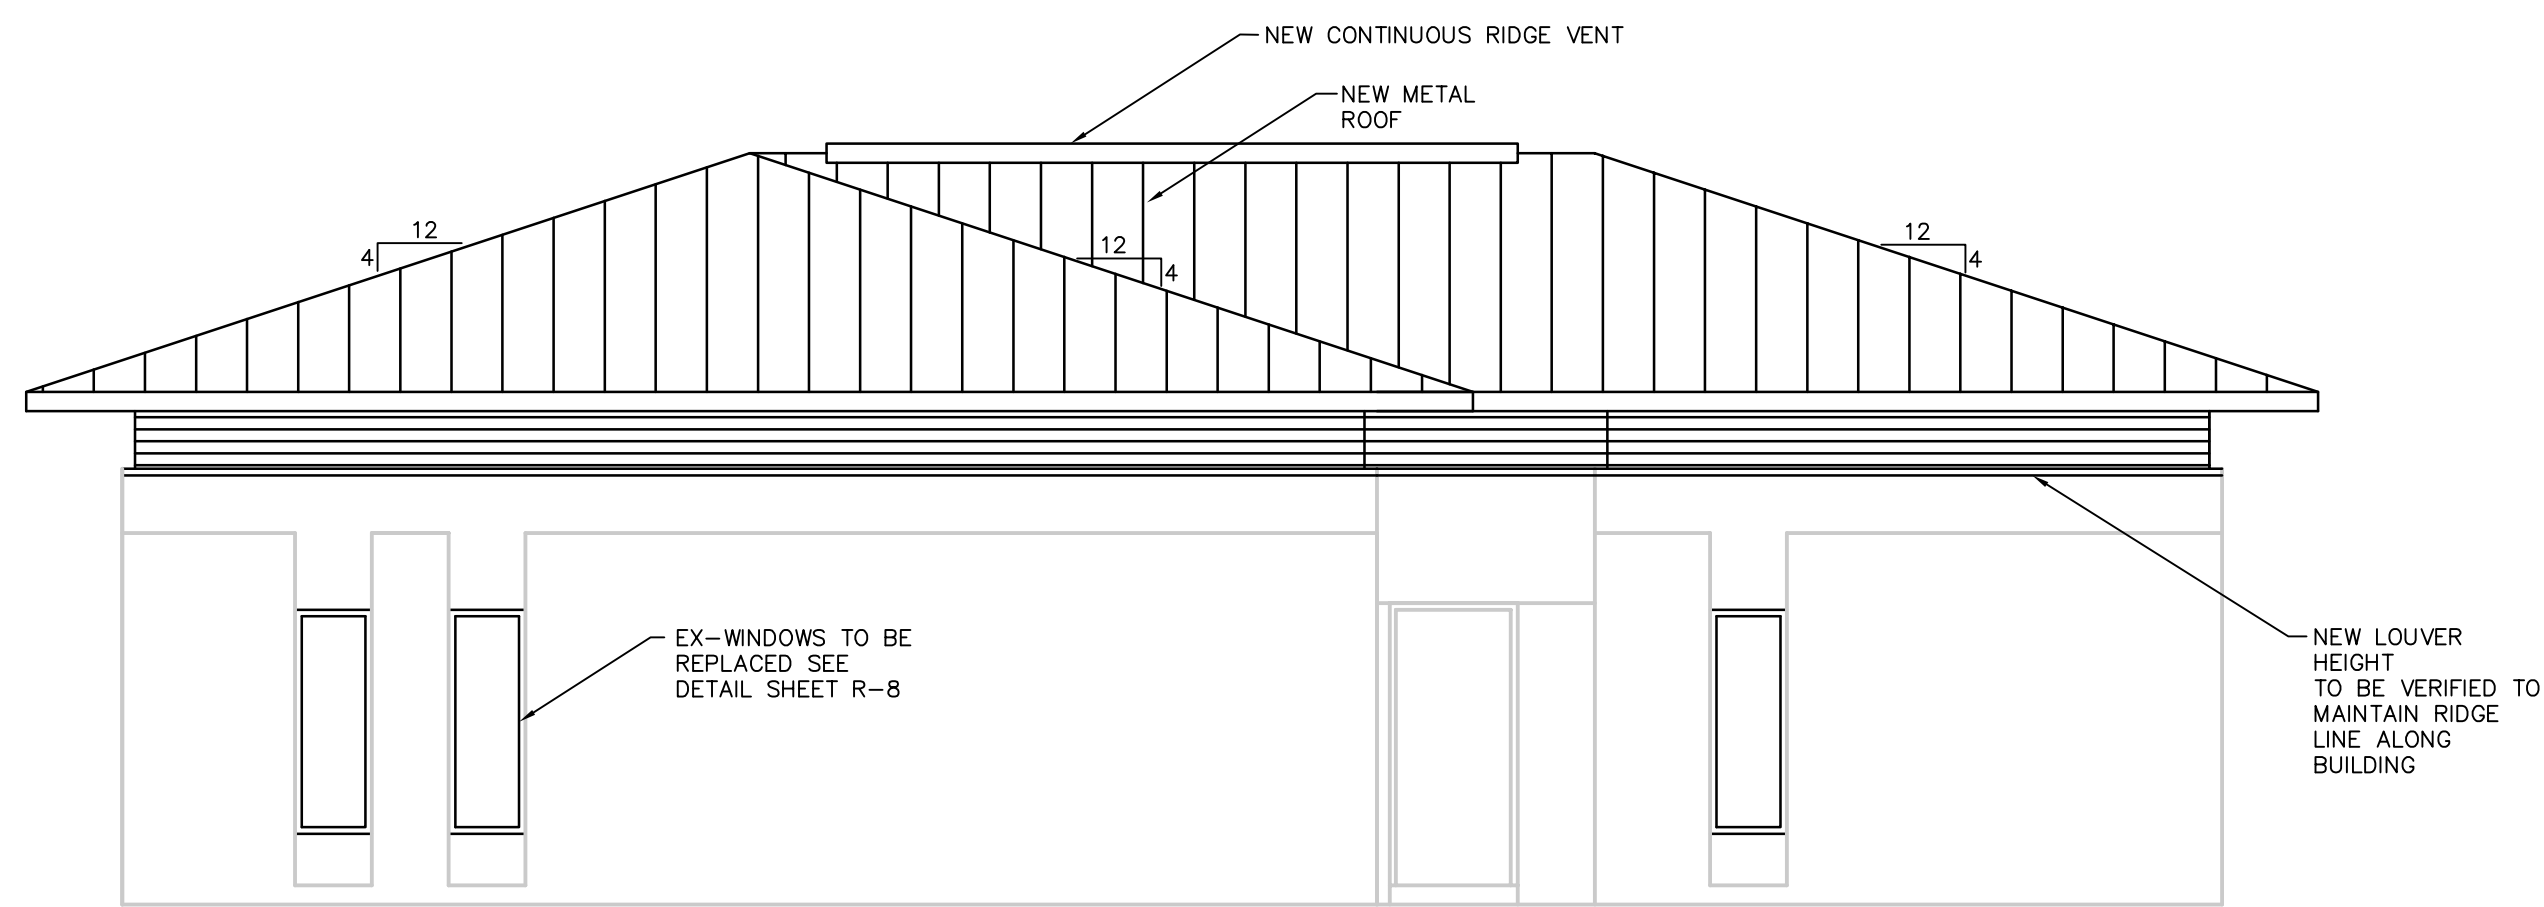 NEW CONTINUOUS RIDGE VENT
NEW METAL
ROOF
12
4
12
4
12
4
EX-WINDOWS TO BE
REPLACED SEE
DETAIL SHEET R-8
NEW LOUVER
HEIGHT
TO BE VERIFIED TO
MAINTAIN RIDGE
LINE ALONG
BUILDING